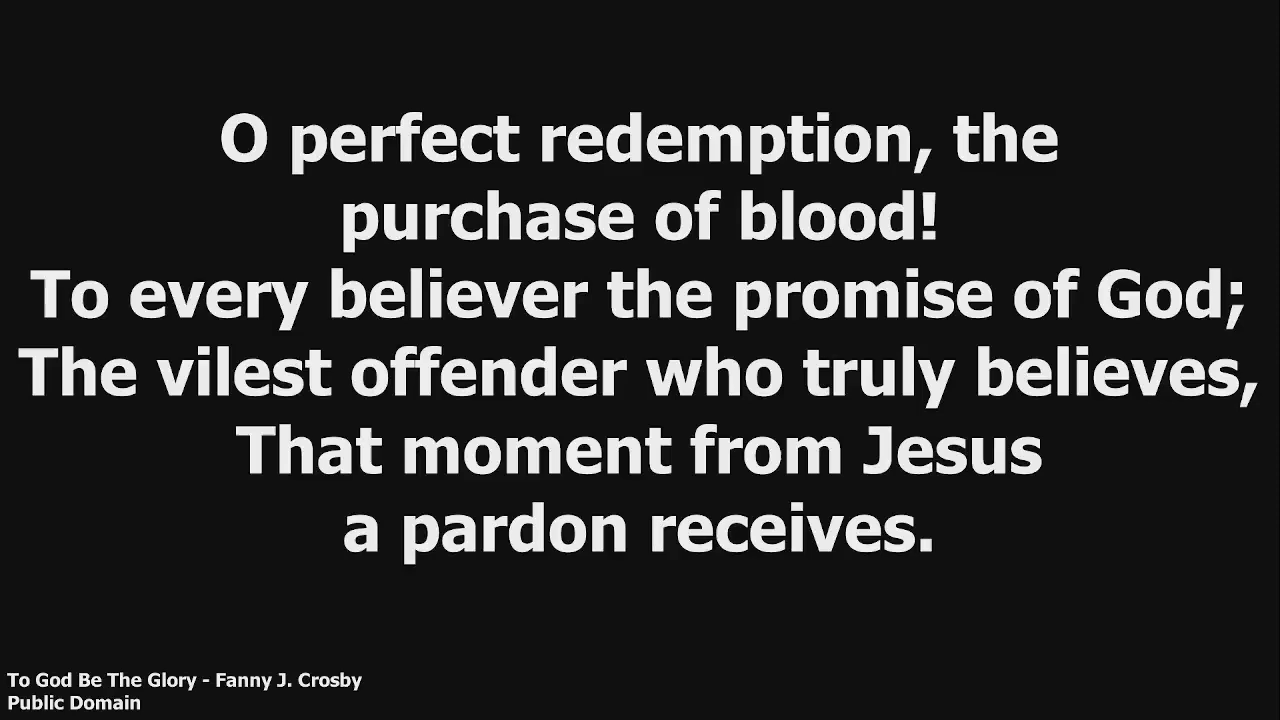 O perfect redemption, the
purchase of blood!
To every believer the promise of God;
The vilest offender who truly believes,
That moment from Jesus
a pardon receives.
To God Be The Glory - Fanny J. Crosby
Public Domain